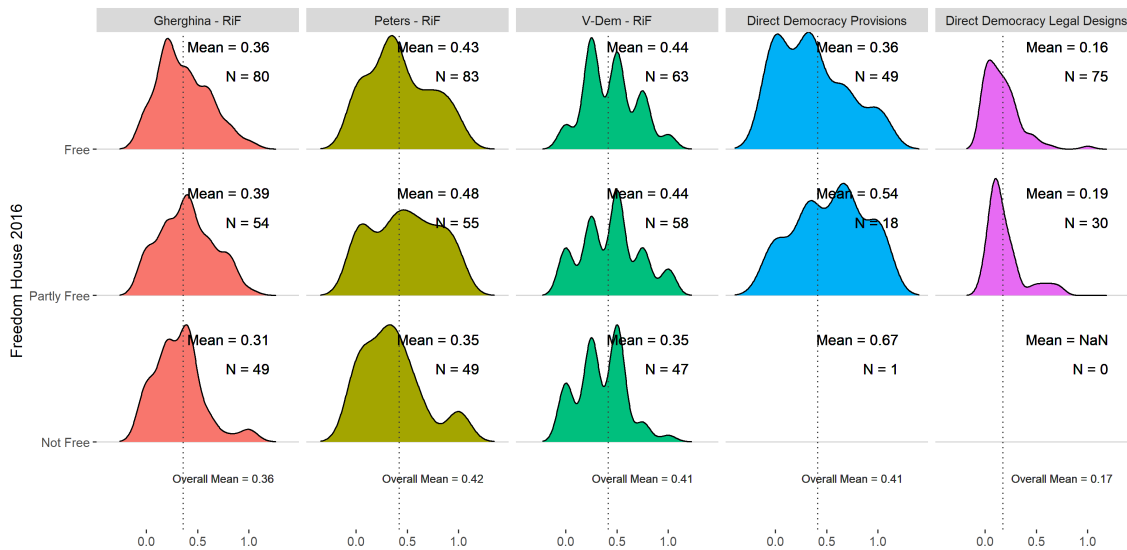 Gherghina - RiF
Peters - RiF
V-Dem - RiF
Direct Democracy Provisions
Direct Democracy Legal Designs
Freedom House 2016
Free
Mean = 0.36
N = 80
Mean = 0.43
N = 83
Mean = 0.44
N = 63
Mean = 0.36
N = 49
Mean = 0.16
N = 75
Partly Free
Mean = 0.39
N = 54
Mean = 0.48
N = 55
Mean = 0.44
N = 58
Mean = 0.54
N = 18
Mean = 0.19
N = 30
Not Free
Mean = 0.31
N = 49
Mean = 0.35
N = 49
Mean = 0.35
N = 47
Mean = 0.67
N = 1
Mean = NaN
N = 0
Overall Mean = 0.36
Overall Mean = 0.42
Overall Mean = 0.41
Overall Mean = 0.41
Overall Mean = 0.17
0.0 0.5 1.0
0.0 0.5 1.0
0.0 0.5 1.0
0.0 0.5 1.0
0.0 0.5 1.0